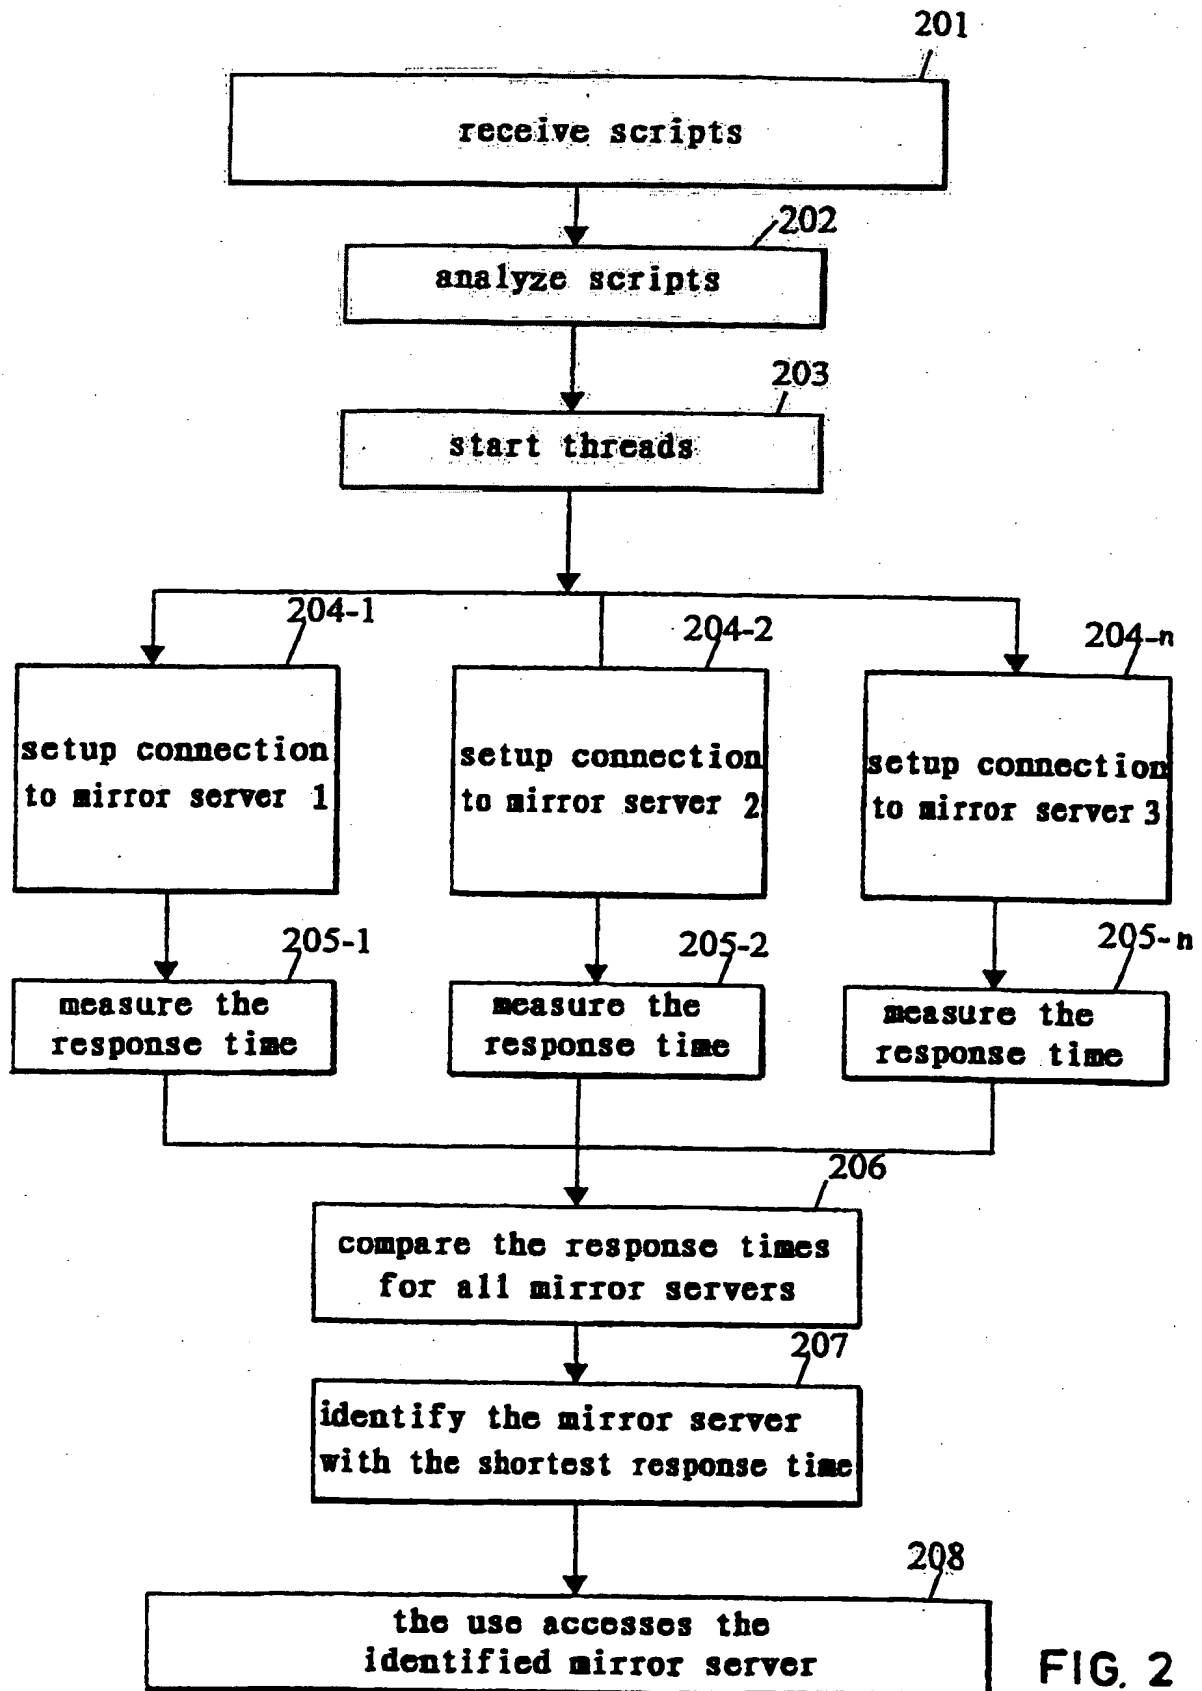 201
receive scripts
202
analyze scripts
203
start threads
204-1
204-2
204-n
setup connection
to mirror server 1
setup connection
to mirror server 2
setup connection
to mirror server 3
205-1
205-2
205-n
measure the
response time
measure the
response time
measure the
response time
206
compare the response times
for all mirror servers
207
identify the mirror server
with the shortest response time
208
the use accesses the
identified mirror server
FIG. 2